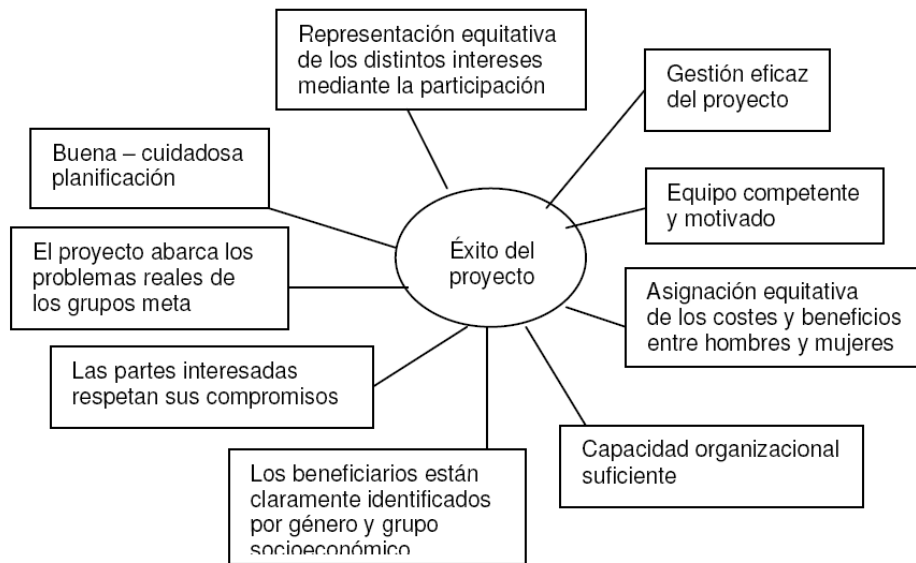 Representación equitativa
de los distintos intereses
mediante la participación
Gestión eficaz
del proyecto
Buena – cuidadosa
planificación
Equipo competente
y motivado
El proyecto abarca los
problemas reales de
los grupos meta
Éxito del
proyecto
Asignación equitativa
de los costes y beneficios
entre hombres y mujeres
Las partes interesadas
respetan sus compromisos
Capacidad organizacional
suficiente
Los beneficiarios están
claramente identificados
por género y grupo
socioeconómico